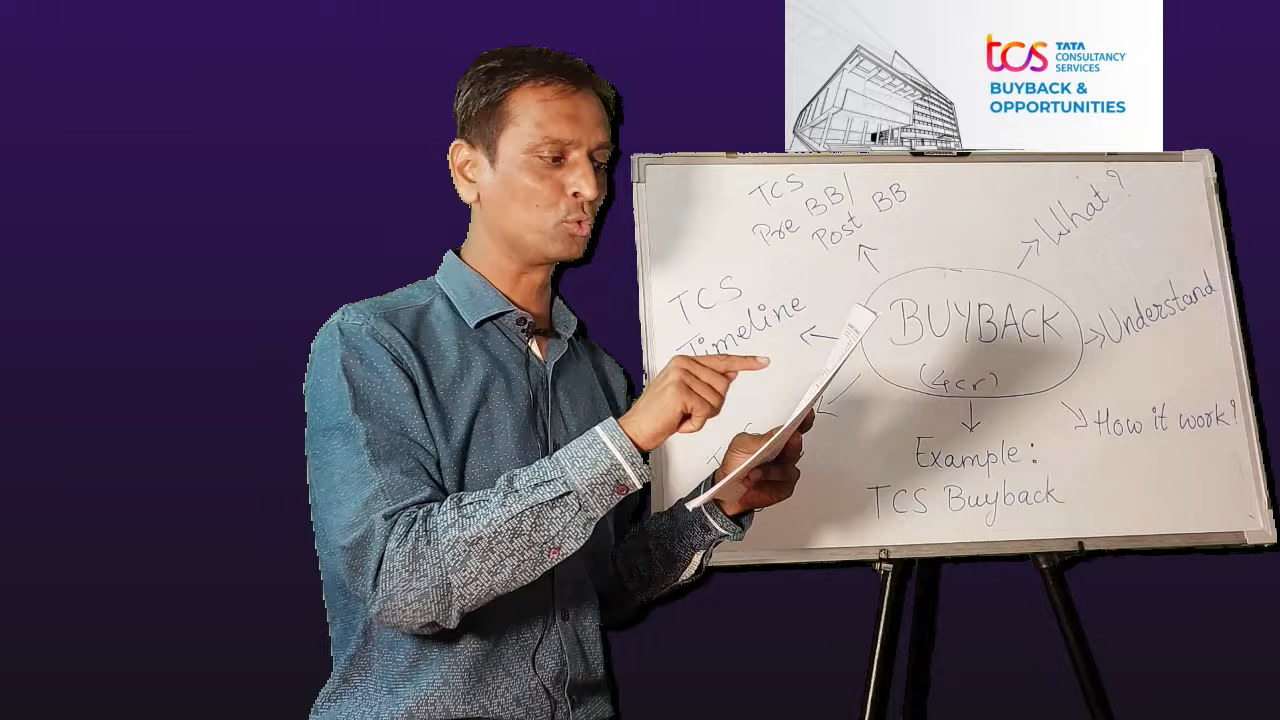 tcs TATA
CONSULTANCY
SERVICES
BUYBACK &
OPPORTUNITIES
TCS
Pre BB/
Post BB
What?
TCS
Timeline
BUYBACK
(4cr)
Understand
How it work?
Example:
TCS Buyback